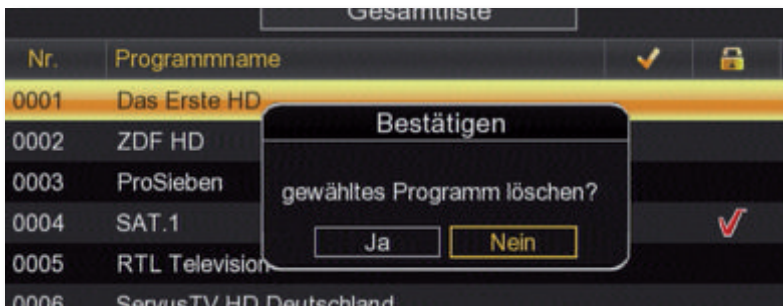 Gesamtliste
Nr. Programmname
0001 Das Erste HD
Bestätigen
0002 ZDF HD
0003 ProSieben
gewähltes Programm löschen?
0004 SAT.1
Ja Nein
0005 RTL Television
0006 ServusTV HD Deutschland